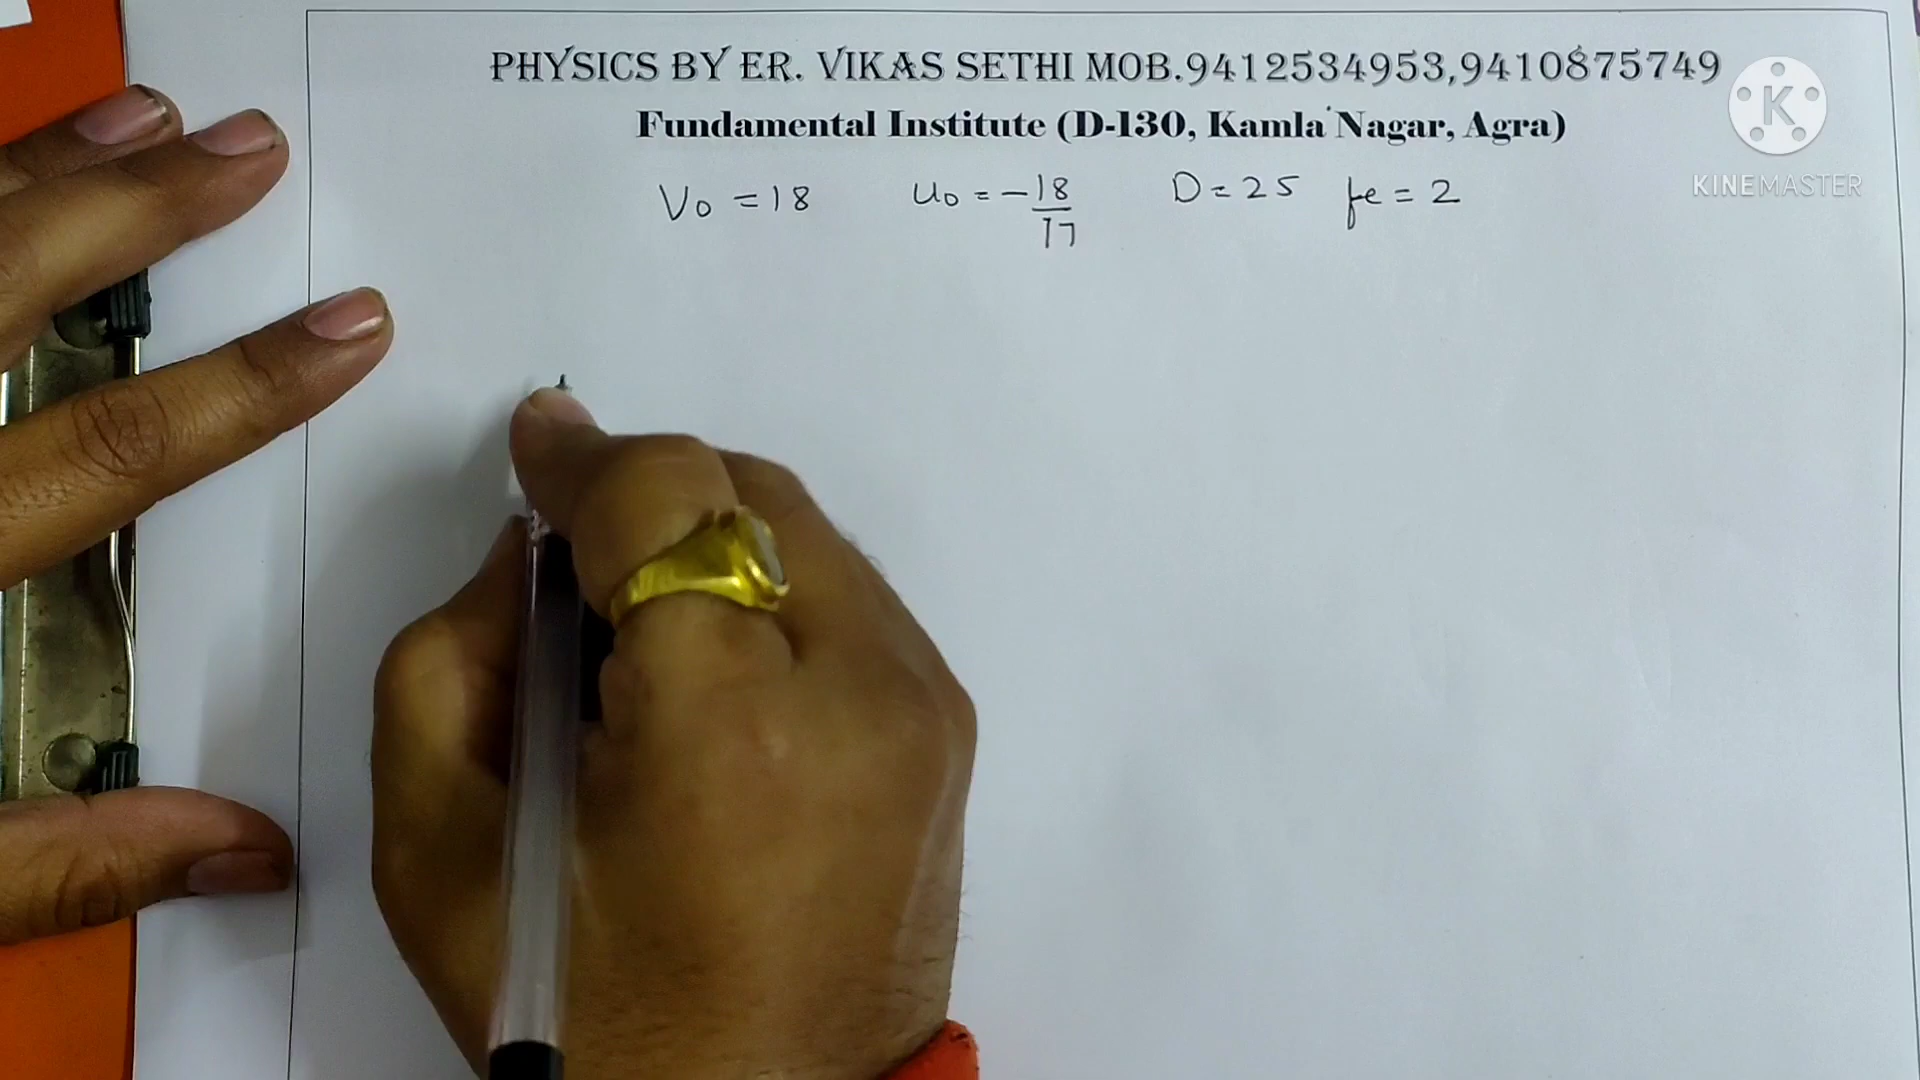 PHYSICS BY ER. VIKAS SETHI MOB.9412534953,9410875749
Fundamental Institute (D-130, Kamla Nagar, Agra)
KINEMASTER
V₀ = 18 u₀ = -18/17 D = 25 fe = 2